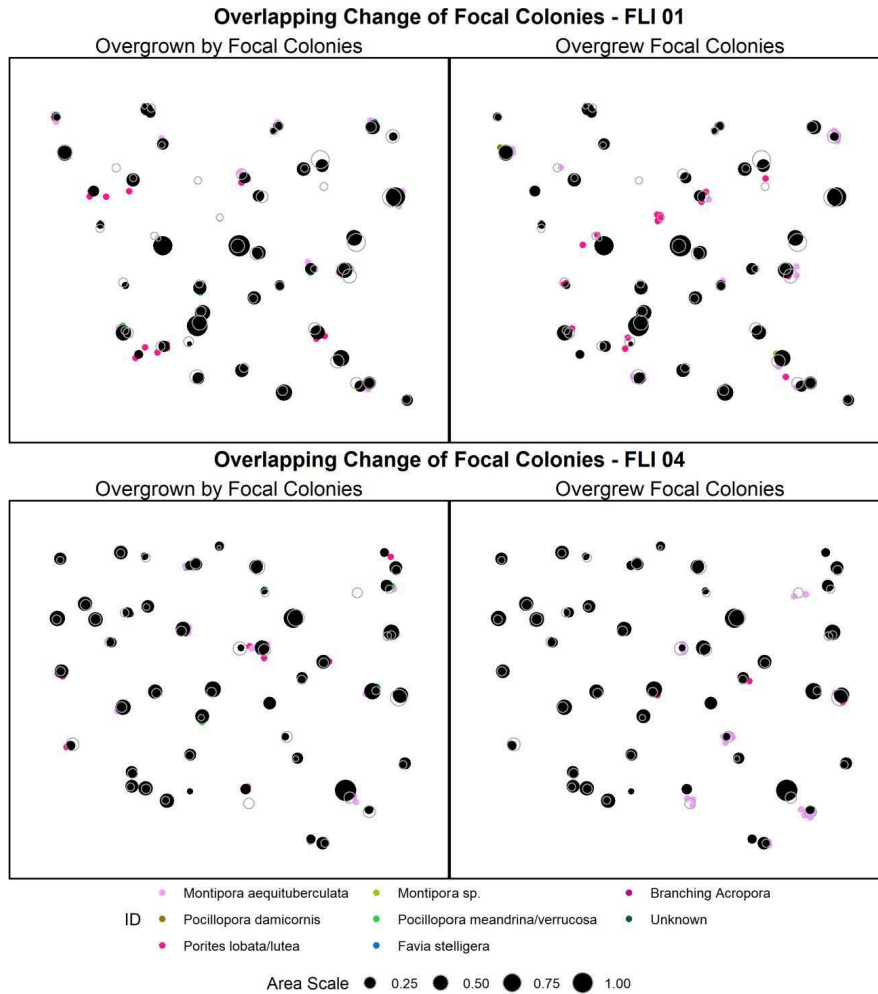 Overlapping Change of Focal Colonies - FLI 01
Overgrown by Focal Colonies
Overgrew Focal Colonies
Overlapping Change of Focal Colonies - FLI 04
Overgrown by Focal Colonies
Overgrew Focal Colonies
ID
Montipora aequituberculata
Pocillopora damicornis
Porites lobata/lutea
Montipora sp.
Pocillopora meandrina/verrucosa
Favia stelligera
Branching Acropora
Unknown
Area Scale 0.25 0.50 0.75 1.00